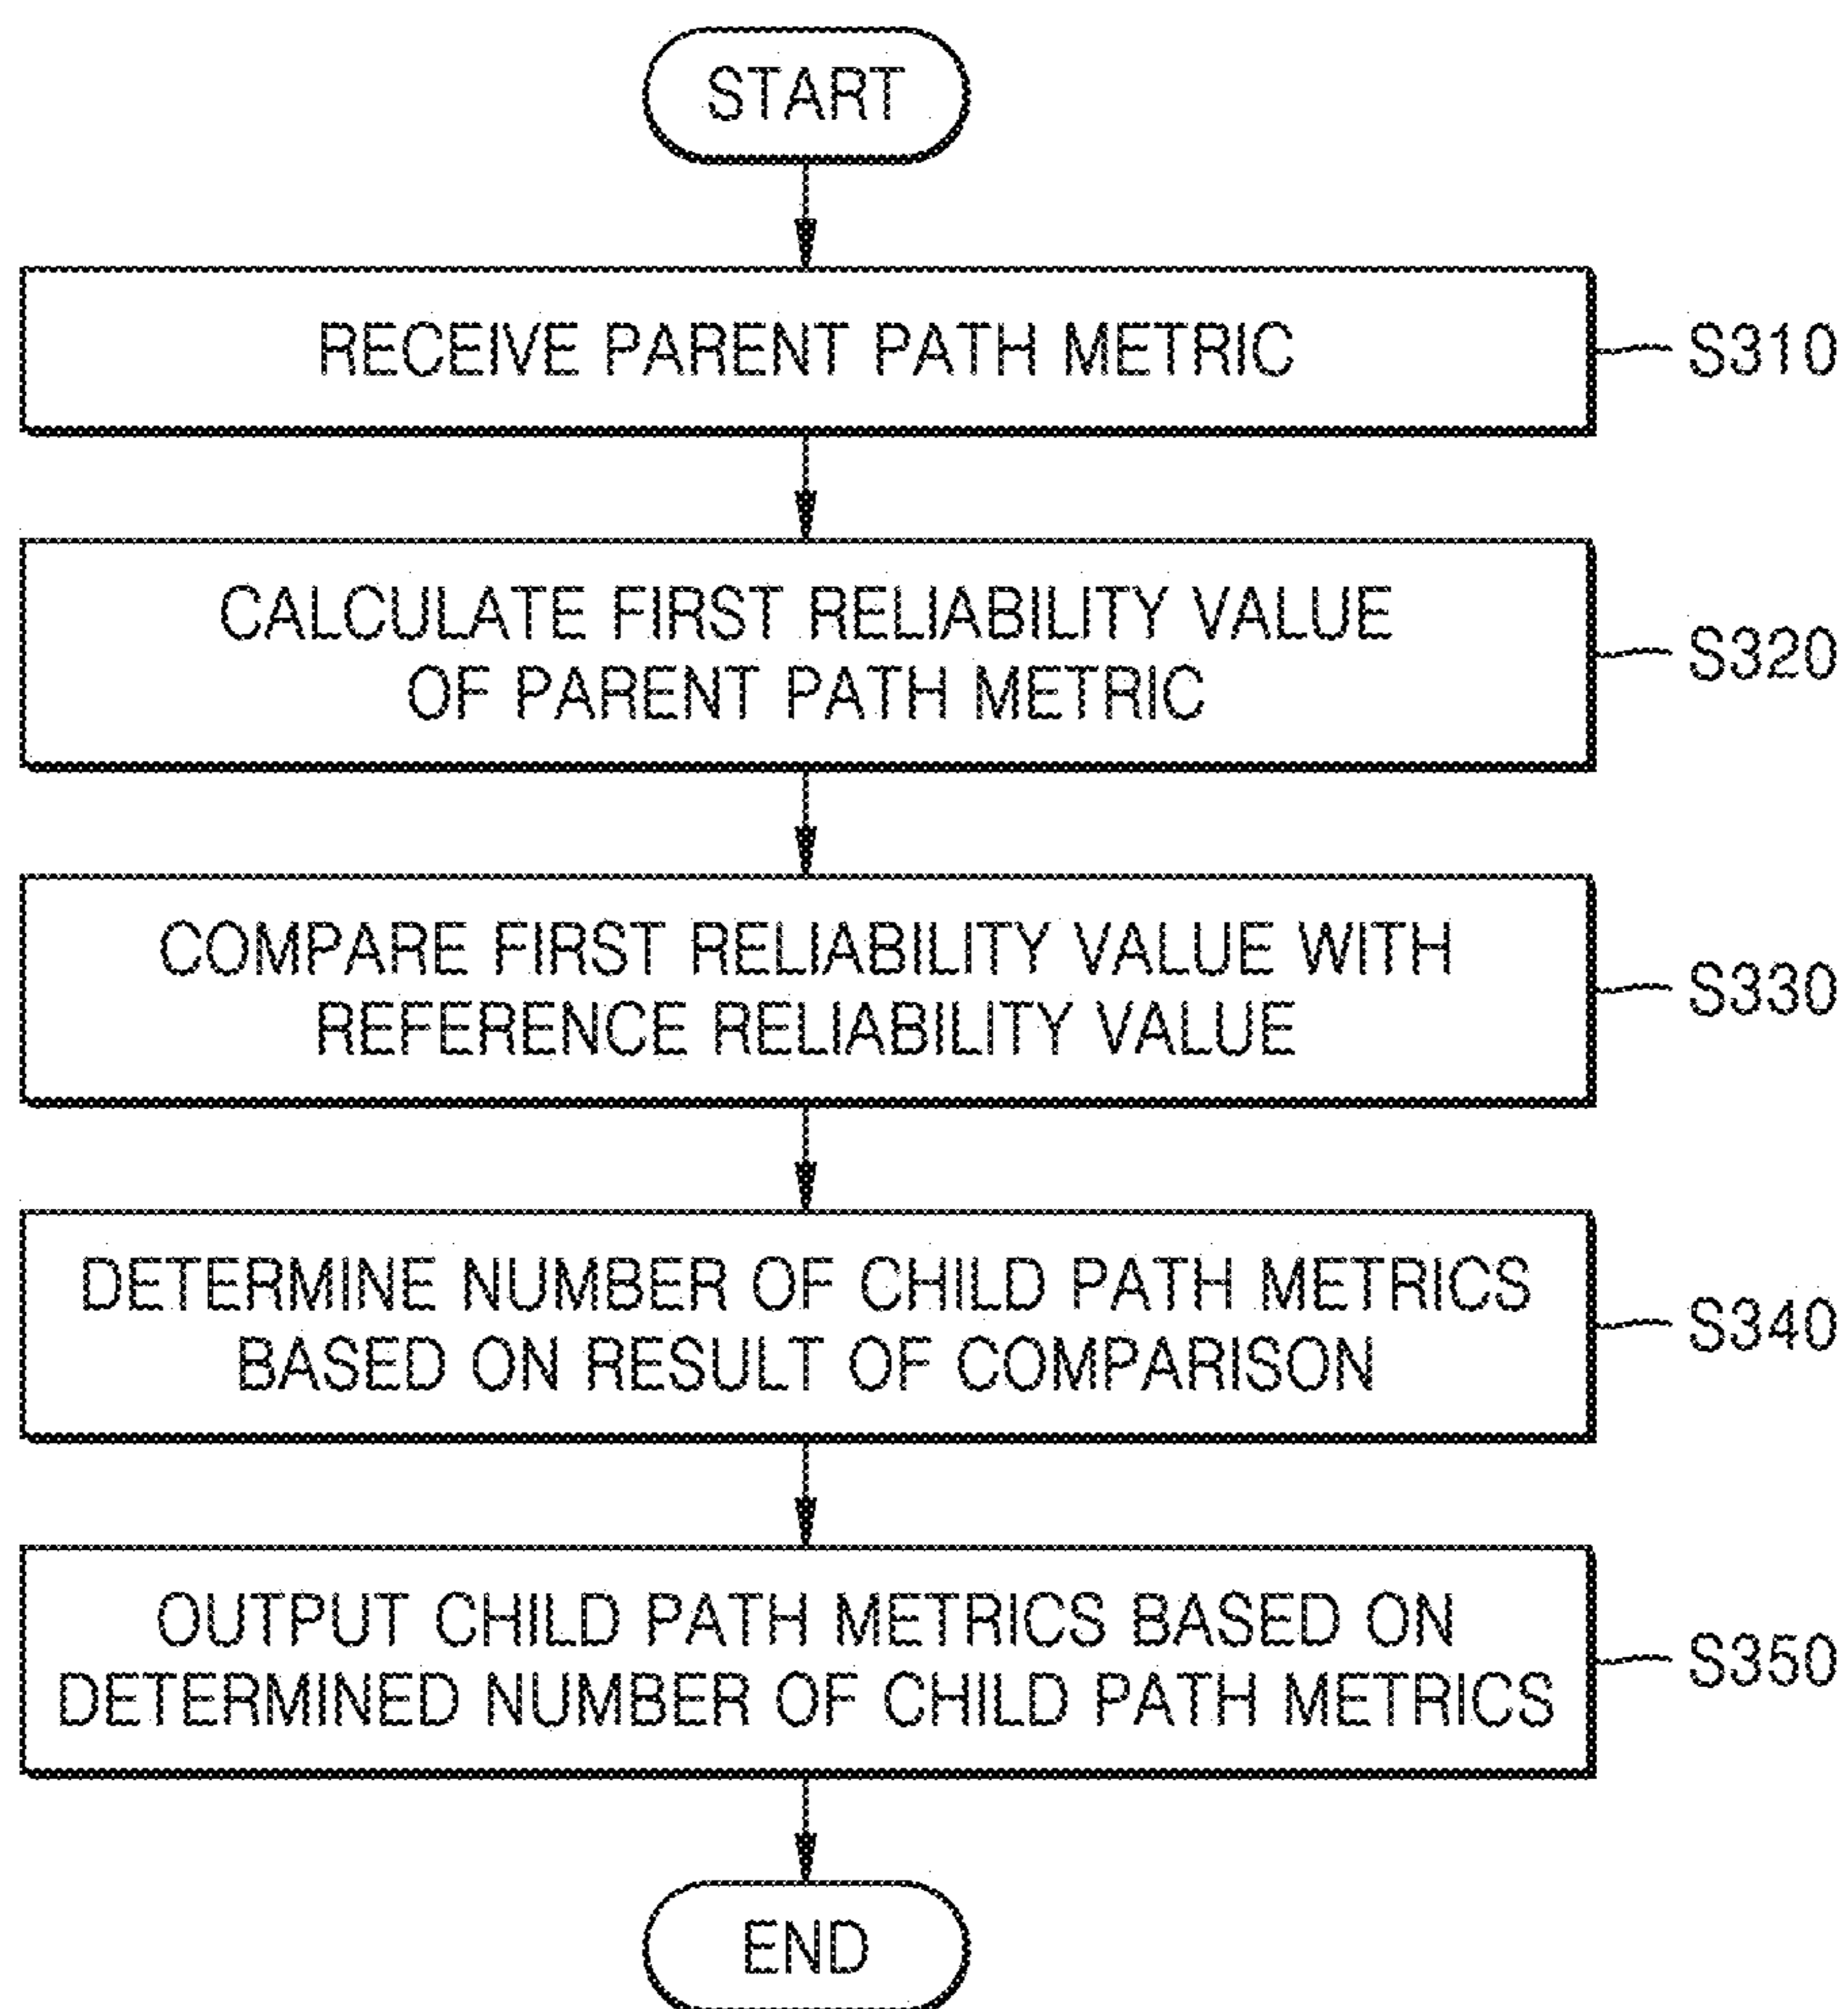 START
RECEIVE PARENT PATH METRIC
S310
CALCULATE FIRST RELIABILITY VALUE
OF PARENT PATH METRIC
S320
COMPARE FIRST RELIABILITY VALUE WITH
REFERENCE RELIABILITY VALUE
S330
DETERMINE NUMBER OF CHILD PATH METRICS
BASED ON RESULT OF COMPARISON
S340
OUTPUT CHILD PATH METRICS BASED ON
DETERMINED NUMBER OF CHILD PATH METRICS
S350
END